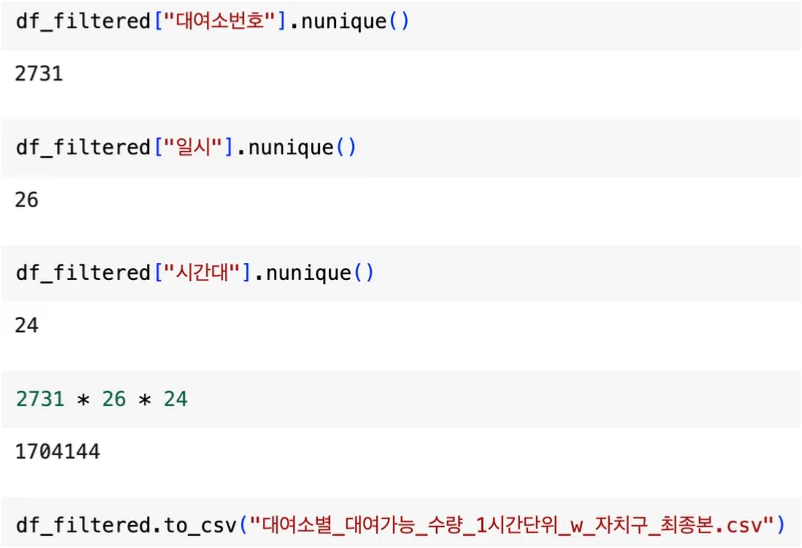 df_filtered["대여소번호"].nunique()
2731
df_filtered["일시"].nunique()
26
df_filtered["시간대"].nunique()
24
2731 * 26 * 24
1704144
df_filtered.to_csv("대여소별_대여가능_수량_1시간단위_w_자치구_최종본.csv")